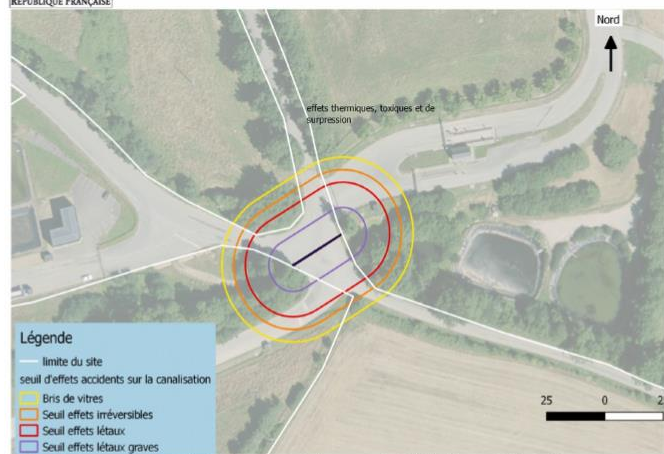 RÉPUBLIQUE FRANÇAISE
Nord
effets thermiques, toxiques et de
surpression
Légende
limite du site
seuil d'effets accidents sur la canalisation
Bris de vitres
Seuil effets irréversibles
Seuil effets létaux
Seuil effets létaux graves
25 0